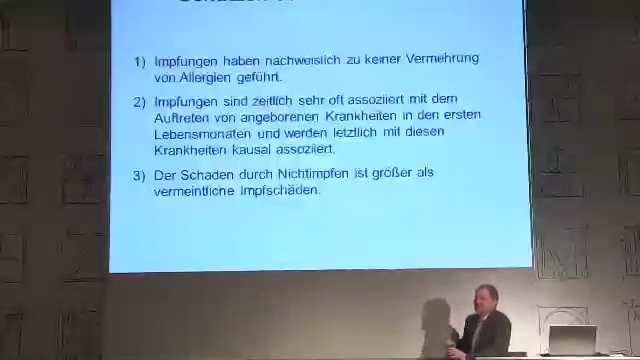 1) Impfungen haben nachweislich zu keiner Vermehrung
von Allergien geführt.
2) Impfungen sind zeitlich sehr oft assoziiert mit dem
Auftreten von angeborenen Krankheiten in den ersten
Lebensmonaten und werden letztlich mit diesen
Krankheiten kausal assoziiert.
3) Der Schaden durch Nichtimpfen ist größer als
vermeintliche Impfschäden.